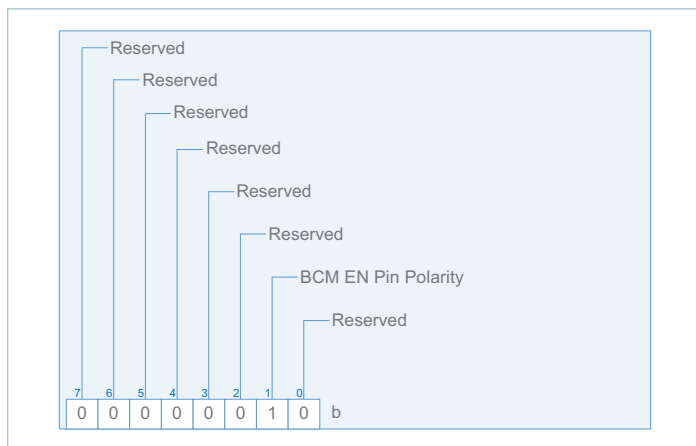 Reserved
Reserved
Reserved
Reserved
Reserved
Reserved
BCM EN Pin Polarity
Reserved
7 6 5 4 3 2 1 0
0 0 0 0 0 0 1 0 b